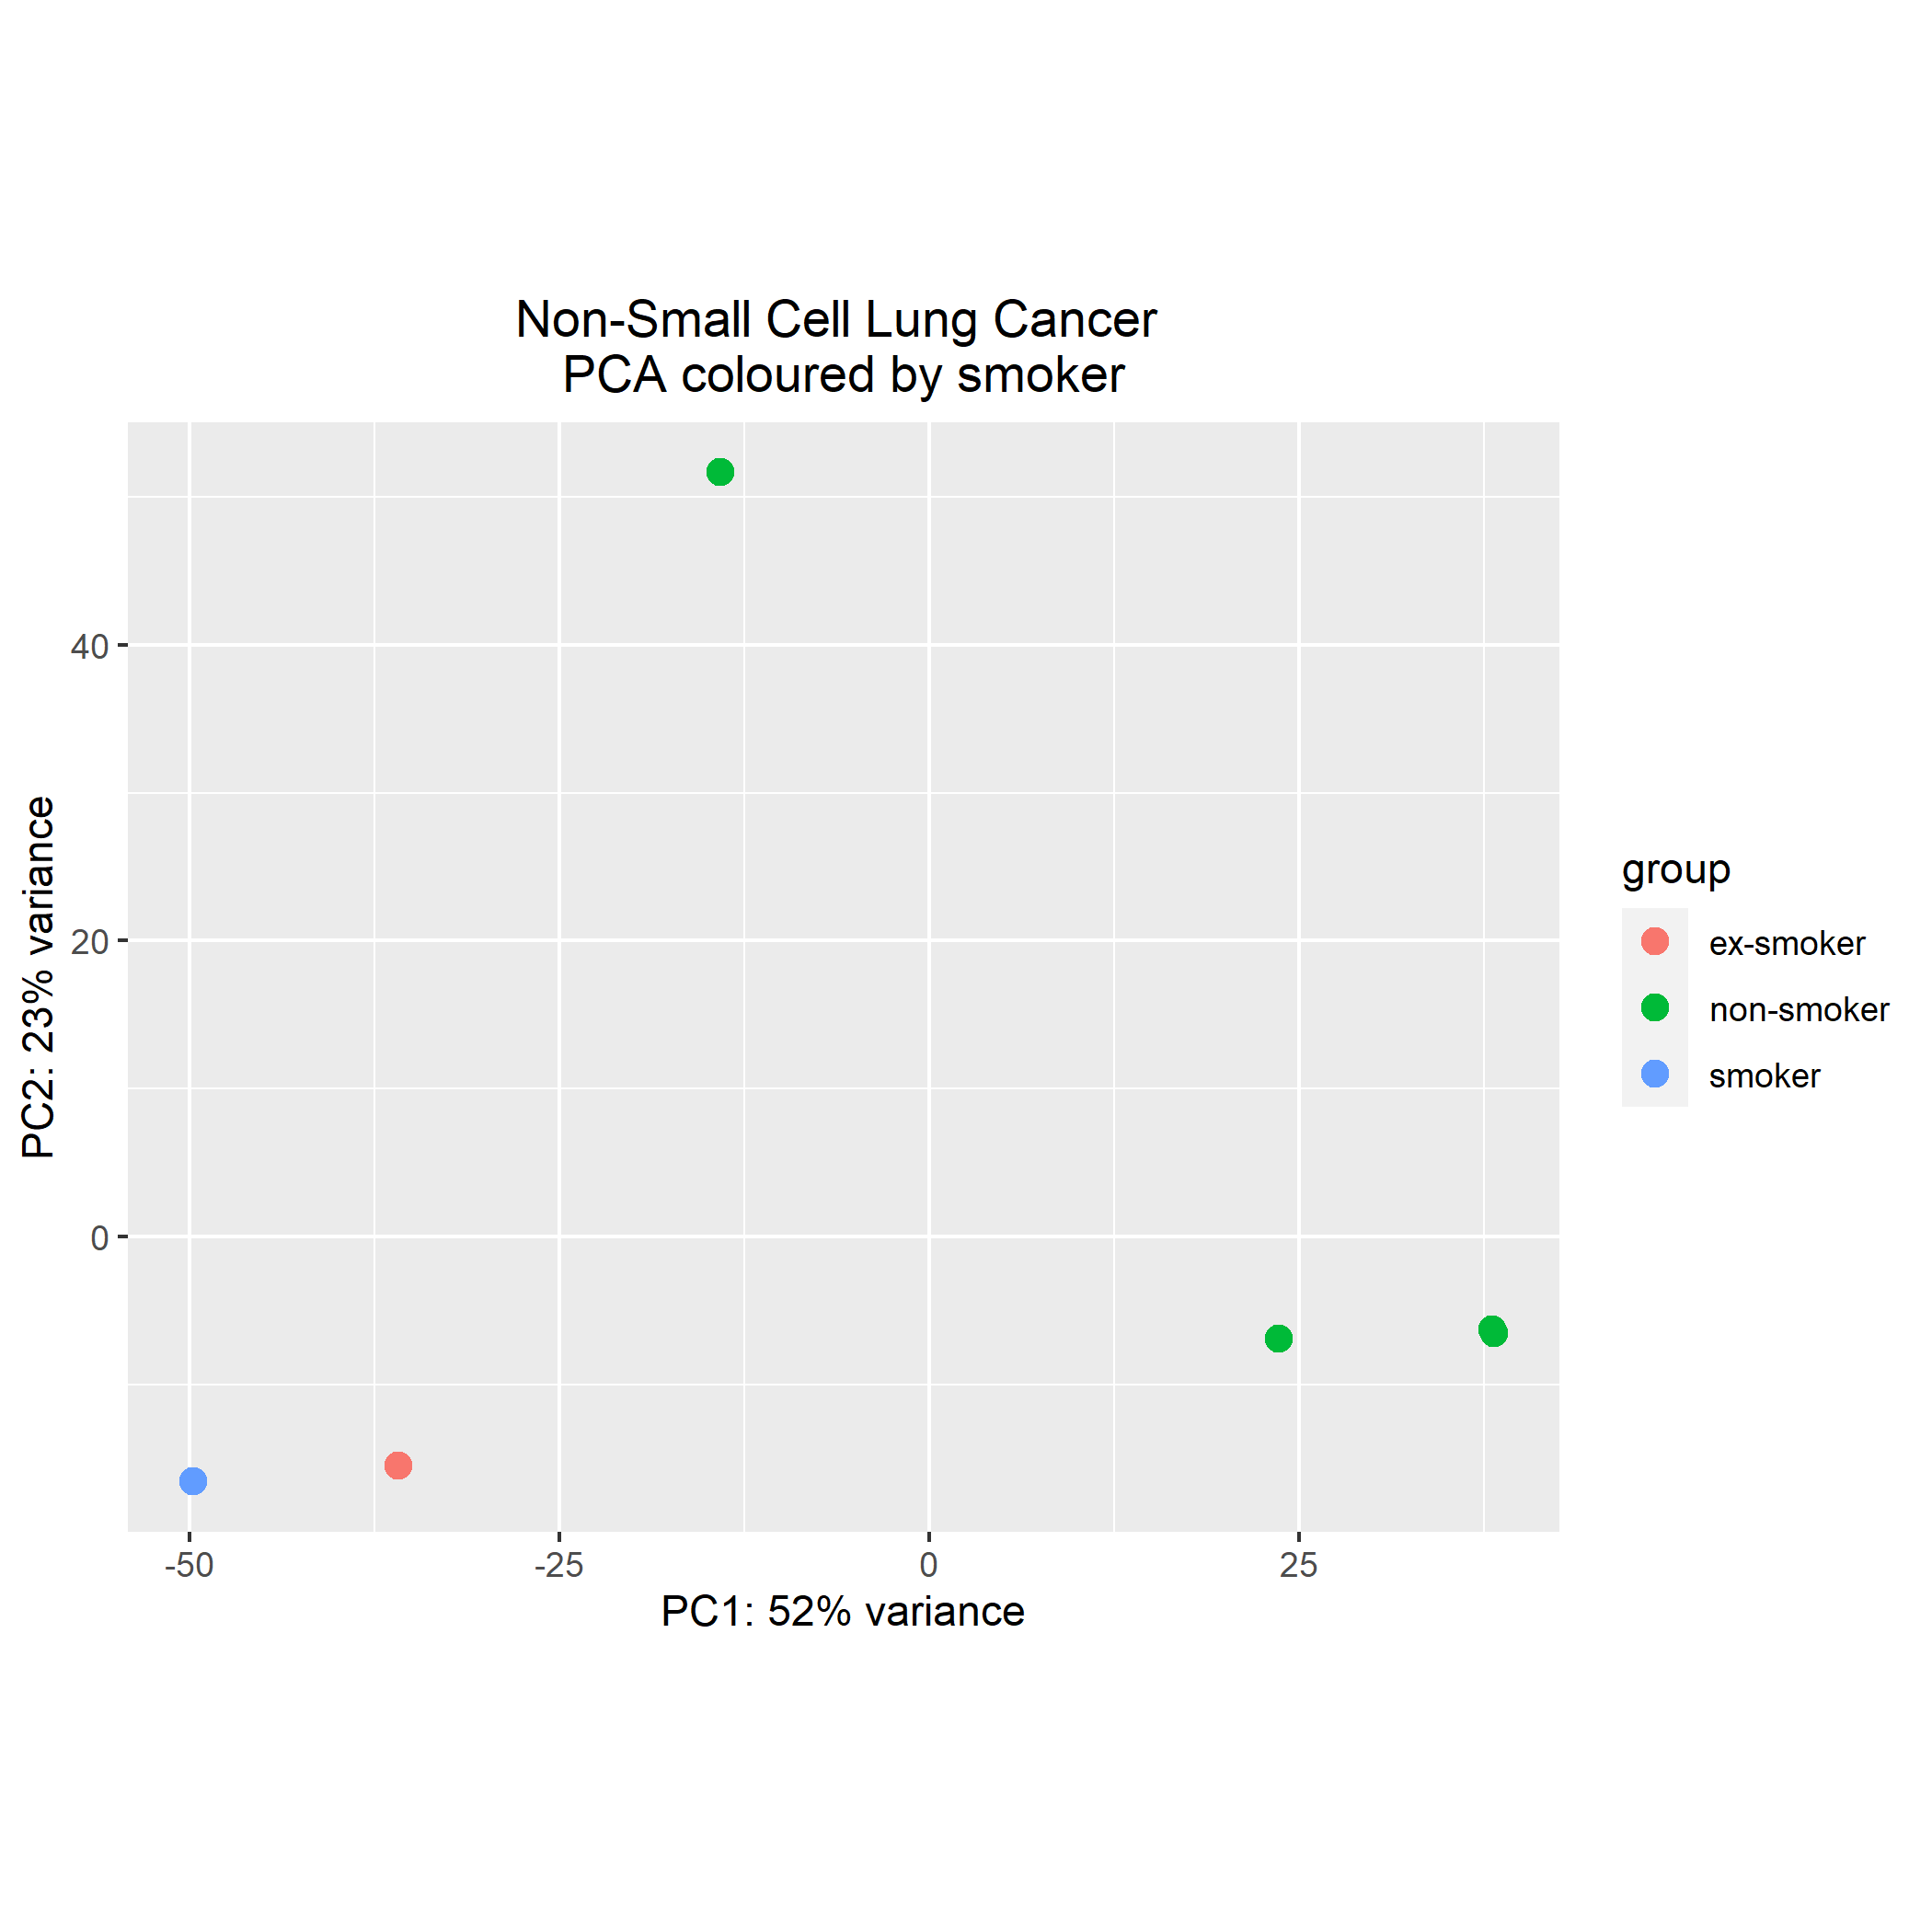 Non-Small Cell Lung Cancer
PCA coloured by smoker
PC2: 23% variance
40
20
0
-50
-25
0
25
PC1: 52% variance
group
ex-smoker
non-smoker
smoker